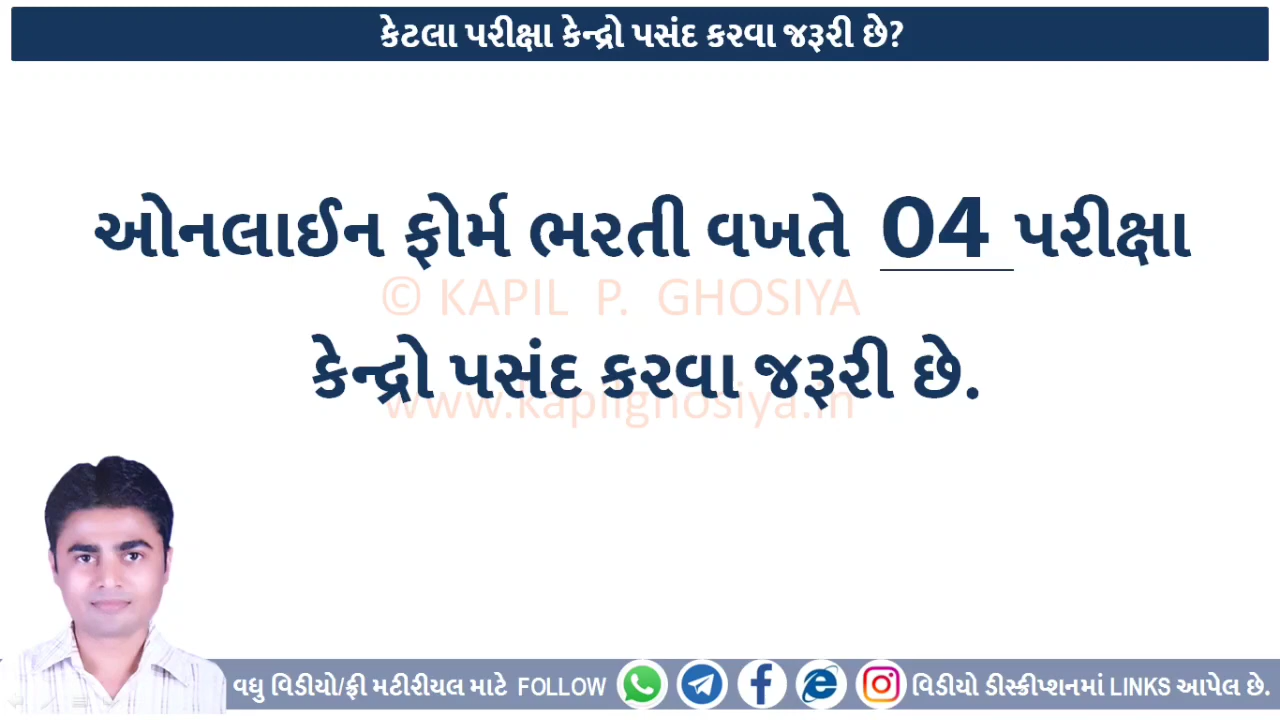 કેટલા પરીક્ષા કેન્દ્રો પસંદ કરવા જરૂરી છે?
ઓનલાઈન ફોર્મ ભરતી વખતે 04 પરીક્ષા
© KAPIL P. GHOSIYA
કેન્દ્રો પસંદ કરવા જરૂરી છે.
www.kapilghosiya.in
વધુ વિડીયો/ફ્રી મટીરીયલ માટે FOLLOW વિડીયો ડીસ્ક્રીપ્શનમાં LINKS આપેલ છે.